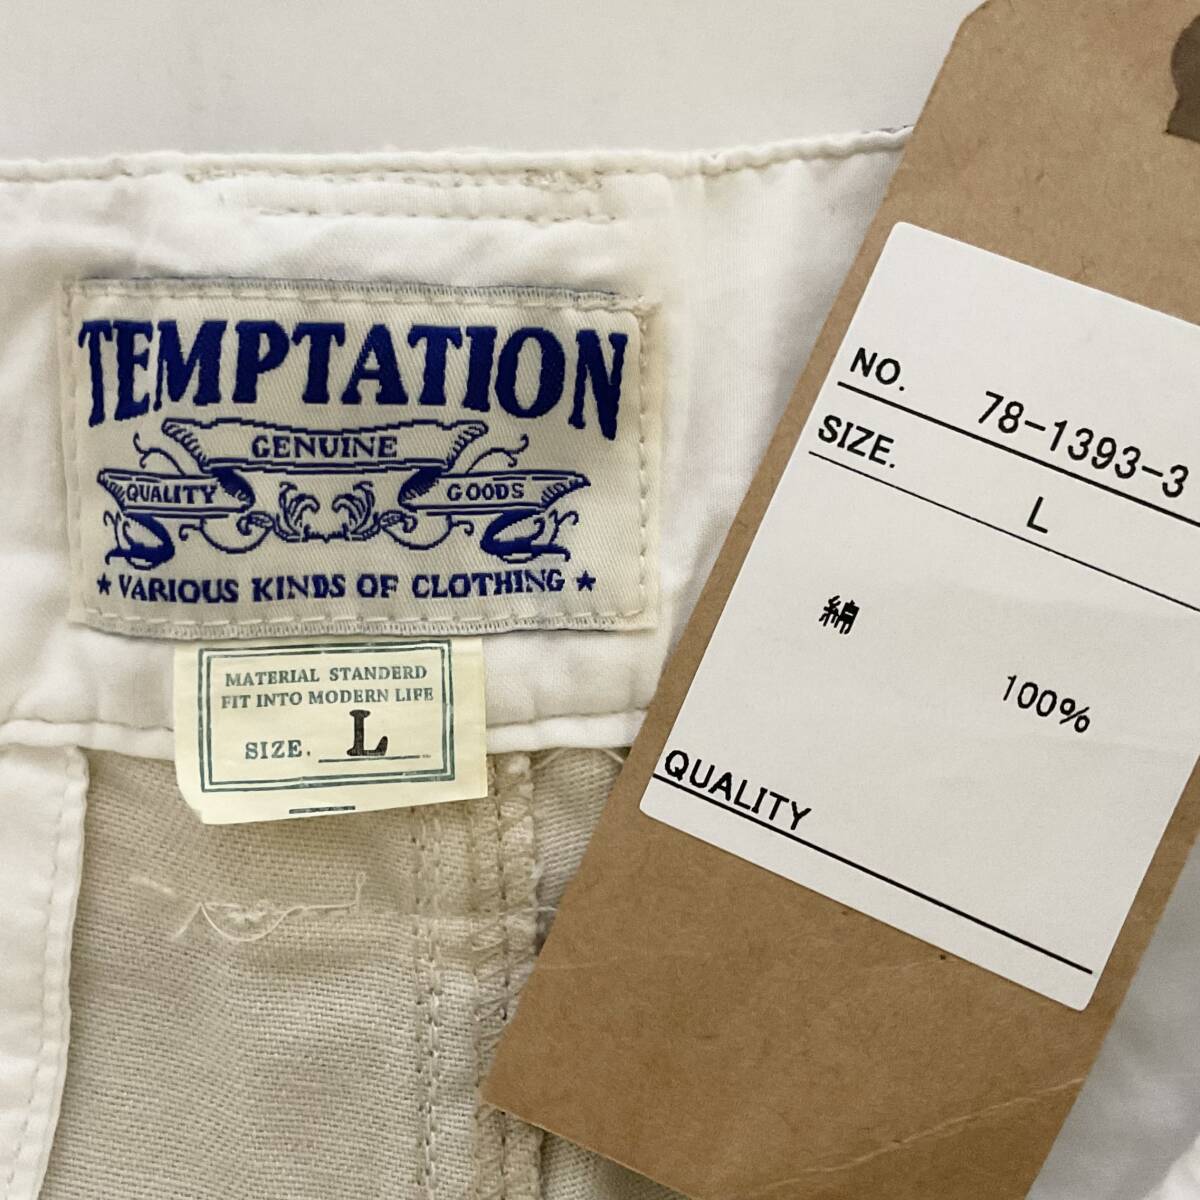 TEMPTATION
GENUINE
QUALITY GOODS
★ VARIOUS KINDS OF CLOTHING ★
MATERIAL STANDERD
FIT INTO MODERN LIFE
SIZE. L
NO. 78-1393-3
SIZE. L
綿
100%
QUALITY